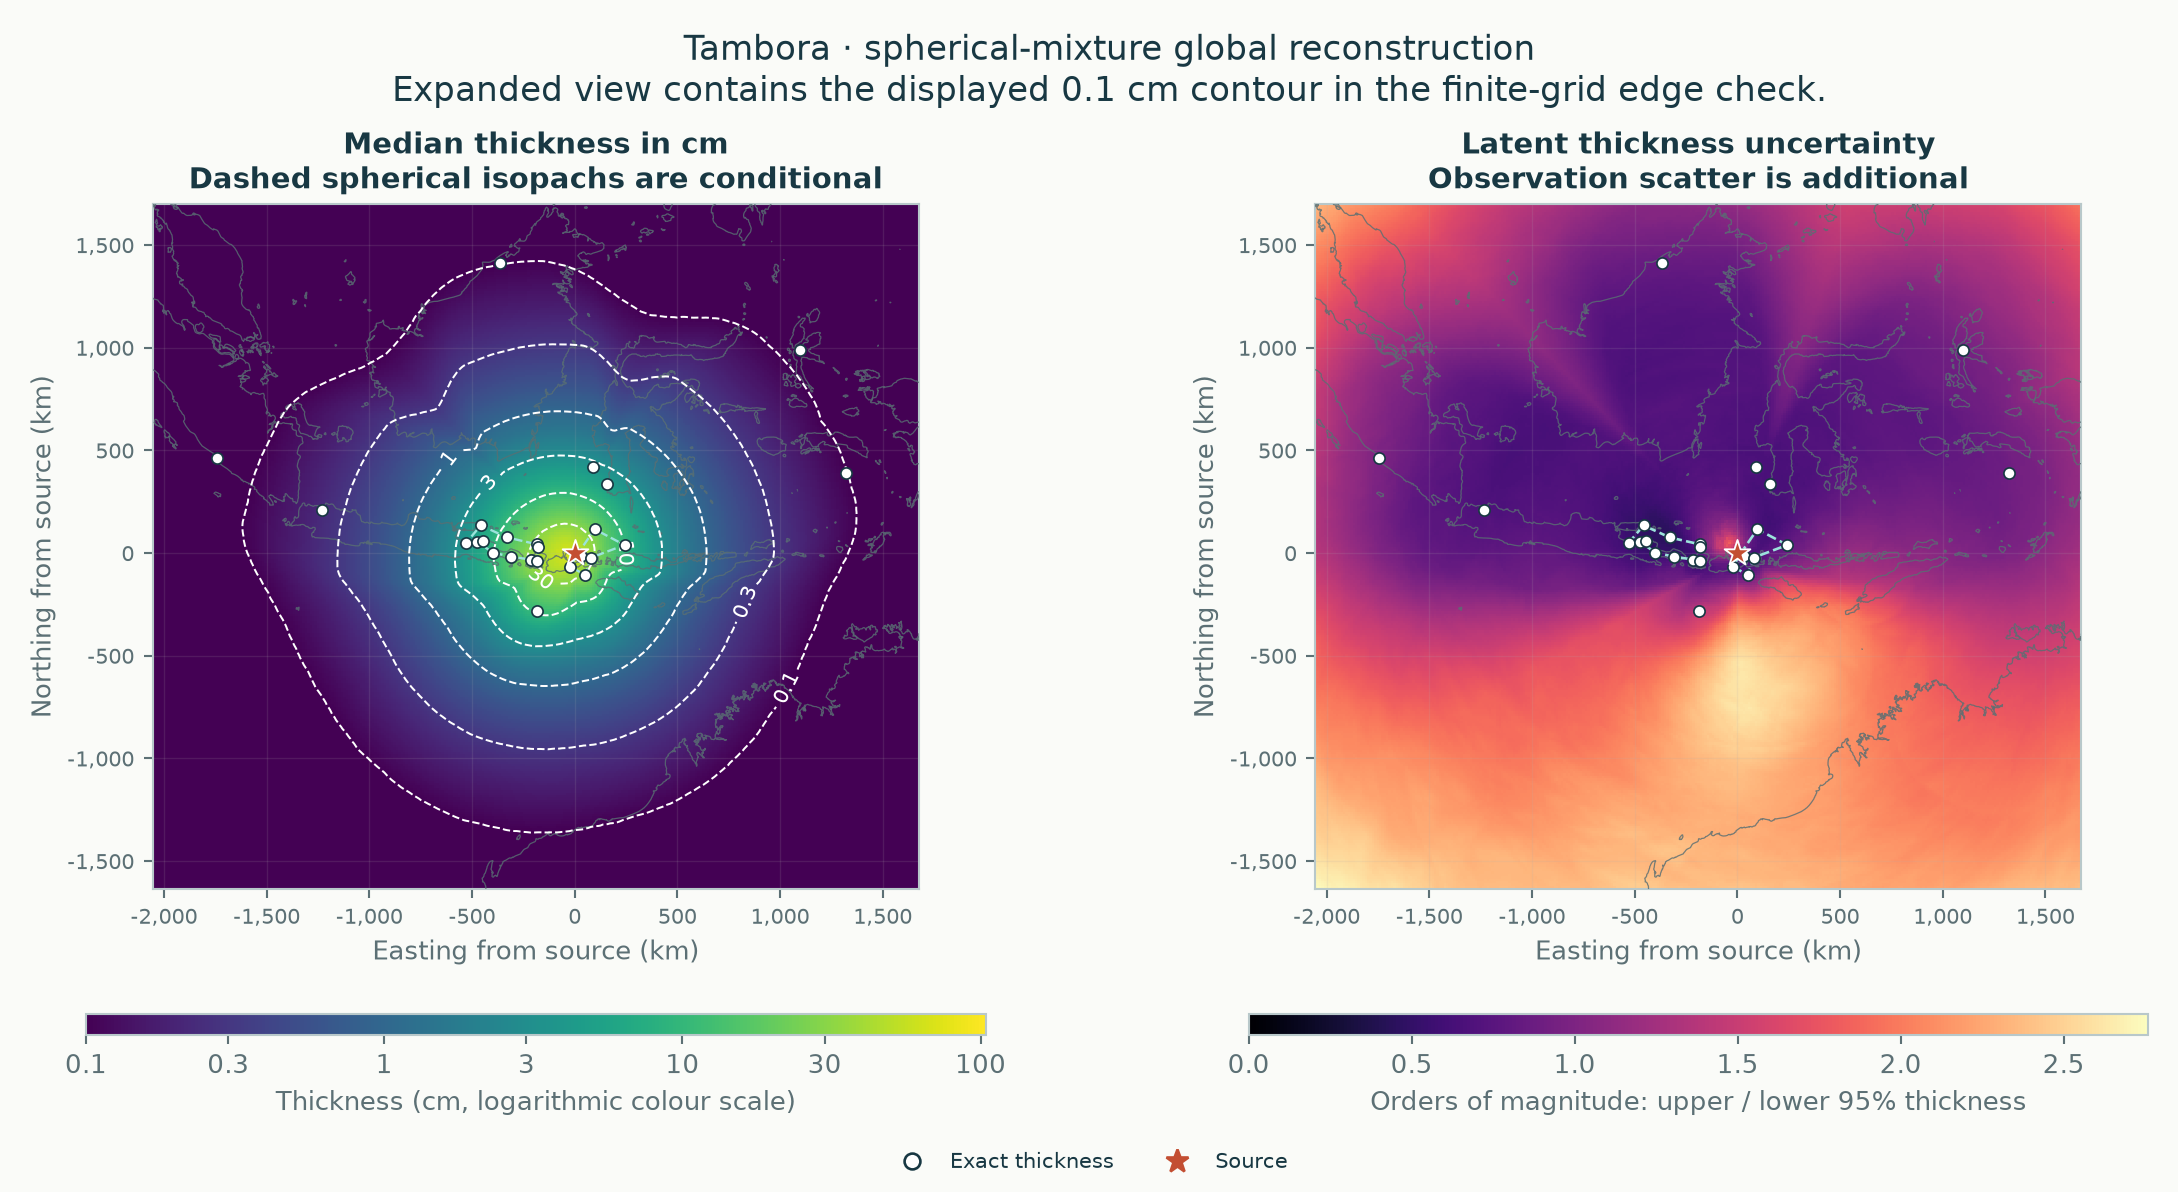 Tambora · spherical-mixture global reconstruction
Expanded view contains the displayed 0.1 cm contour in the finite-grid edge check.
Median thickness in cm
Dashed spherical isopachs are conditional
Northing from source (km)
1,500
1,000
500
0
-500
-1,000
-1,500
1
3
30
0.3
0.1
-2,000 -1,500 -1,000 -500 0 500 1,000 1,500
Easting from source (km)
0.1 0.3 1 3 10 30 100
Thickness (cm, logarithmic colour scale)
Latent thickness uncertainty
Observation scatter is additional
Northing from source (km)
1,500
1,000
500
0
-500
-1,000
-1,500
-2,000 -1,500 -1,000 -500 0 500 1,000 1,500
Easting from source (km)
0.0 0.5 1.0 1.5 2.0 2.5
Orders of magnitude: upper / lower 95% thickness
Exact thickness
Source